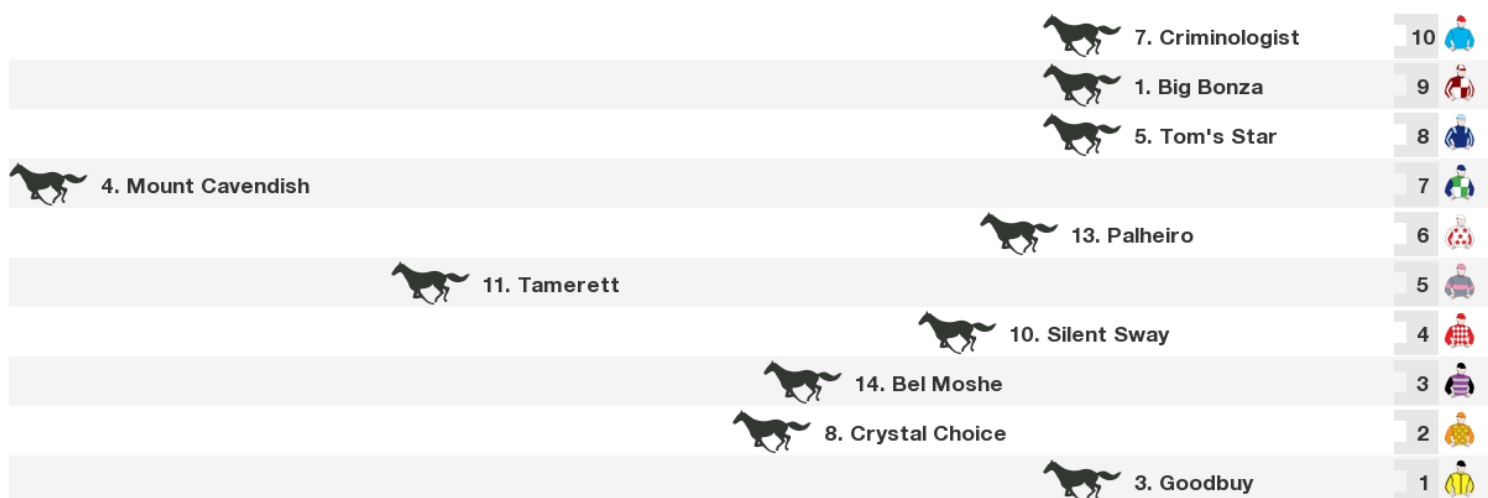 7. Criminologist 10
1. Big Bonza 9
5. Tom's Star 8
4. Mount Cavendish 7
13. Palheiro 6
11. Tamerett 5
10. Silent Sway 4
14. Bel Moshe 3
8. Crystal Choice 2
3. Goodbuy 1